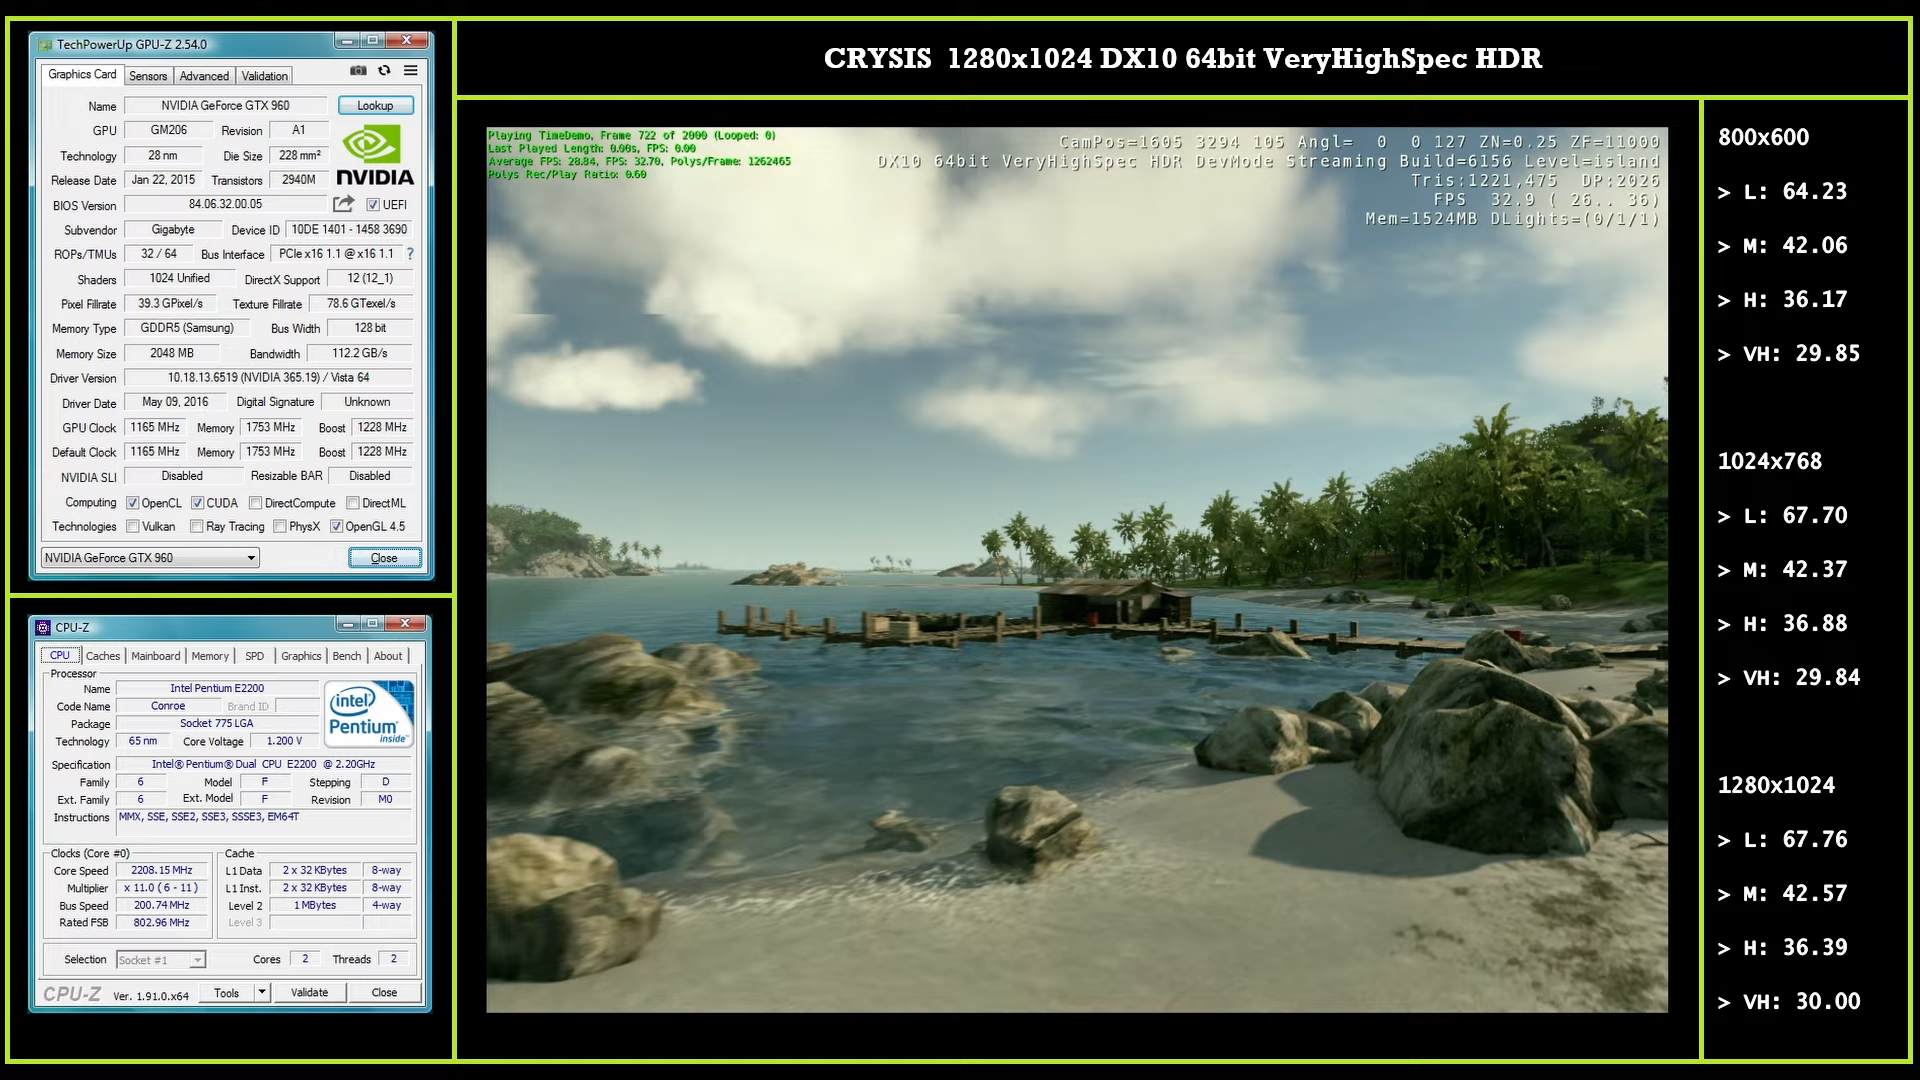 TechPowerUp GPU-Z 2.54.0
Graphics Card Sensors Advanced Validation
Name NVIDIA GeForce GTX 960 Lookup
GPU GM206 Revision A1
Technology 28 nm Die Size 228 mm²
Release Date Jan 22, 2015 Transistors 2940M
NVIDIA
BIOS Version 84.06.32.00.05 UEFI
Subvendor Gigabyte Device ID 10DE 1401 - 1458 3690
ROPs/TMUs 32 / 64 Bus Interface PCIe x16 1.1 @ x16 1.1 ?
Shaders 1024 Unified DirectX Support 12 (12_1)
Pixel Fillrate 39.3 GPixel/s Texture Fillrate 78.6 GTexel/s
Memory Type GDDR5 (Samsung) Bus Width 128 bit
Memory Size 2048 MB Bandwidth 112.2 GB/s
Driver Version 10.18.13.6519 (NVIDIA 365.19) / Vista 64
Driver Date May 09, 2016 Digital Signature Unknown
GPU Clock 1165 MHz Memory 1753 MHz Boost 1228 MHz
Default Clock 1165 MHz Memory 1753 MHz Boost 1228 MHz
NVIDIA SLI Disabled Resizable BAR Disabled
Computing OpenCL CUDA DirectCompute DirectML
Technologies Vulkan Ray Tracing PhysX OpenGL 4.5
NVIDIA GeForce GTX 960 Close
CPU-Z
CPU Caches Mainboard Memory SPD Graphics Bench About
Processor
Name Intel Pentium E2200
Code Name Conroe Brand ID
Package Socket 775 LGA
Technology 65 nm Core Voltage 1.200 V
intel Pentium inside™
Specification Intel® Pentium® Dual CPU E2200 @ 2.20GHz
Family 6 Model F Stepping D
Ext. Family 6 Ext. Model F Revision M0
Instructions MMX, SSE, SSE2, SSE3, SSSE3, EM64T
Clocks (Core #0) Cache
Core Speed 2208.15 MHz L1 Data 2 x 32 KBytes 8-way
Multiplier x 11.0 ( 6 - 11 ) L1 Inst. 2 x 32 KBytes 8-way
Bus Speed 200.74 MHz Level 2 1 MBytes 4-way
Rated FSB 802.96 MHz Level 3
Selection Socket #1 Cores 2 Threads 2
CPU-Z Ver. 1.91.0.x64 Tools Validate Close
CRYSIS 1280x1024 DX10 64bit VeryHighSpec HDR
Playing TimeDemo, Frame 722 of 2000 (Looped: 0)
Last Played Length: 0.00s, FPS: 0.00
Average FPS: 28.84, FPS: 32.70, Polys/Frame: 1262465
Polys Rec/Play Ratio: 0.60
CamPos=1605 3294 105 Angl= 0 0 127 ZN=0.25 ZF=11000
DX10 64bit VeryHighSpec HDR DevMode Streaming Build=6156 Level=island
Tris:1221,475 DP:2026
FPS 32.9 ( 26.. 36)
Mem=1524MB DLights=(0/1/1)
800x600
> L: 64.23
> M: 42.06
> H: 36.17
> VH: 29.85
1024x768
> L: 67.70
> M: 42.37
> H: 36.88
> VH: 29.84
1280x1024
> L: 67.76
> M: 42.57
> H: 36.39
> VH: 30.00